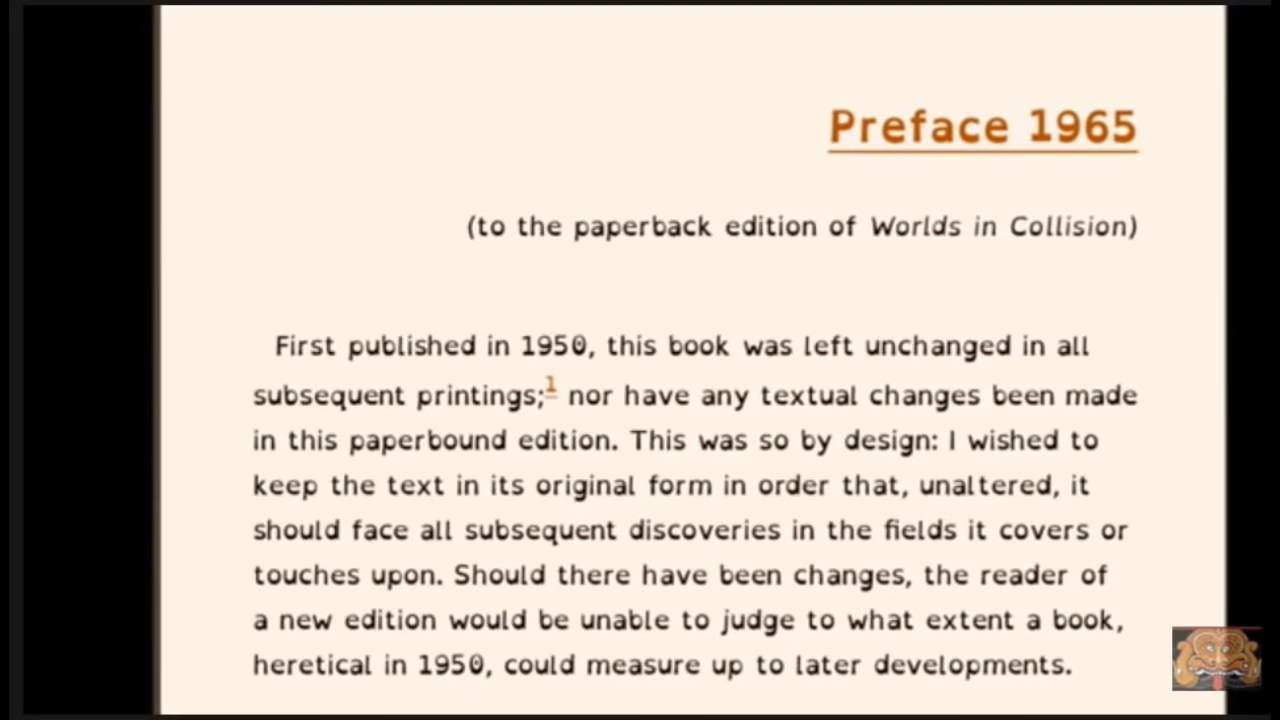 Preface 1965
(to the paperback edition of Worlds in Collision)
First published in 1950, this book was left unchanged in all
subsequent printings;1 nor have any textual changes been made
in this paperbound edition. This was so by design: I wished to
keep the text in its original form in order that, unaltered, it
should face all subsequent discoveries in the fields it covers or
touches upon. Should there have been changes, the reader of
a new edition would be unable to judge to what extent a book,
heretical in 1950, could measure up to later developments.